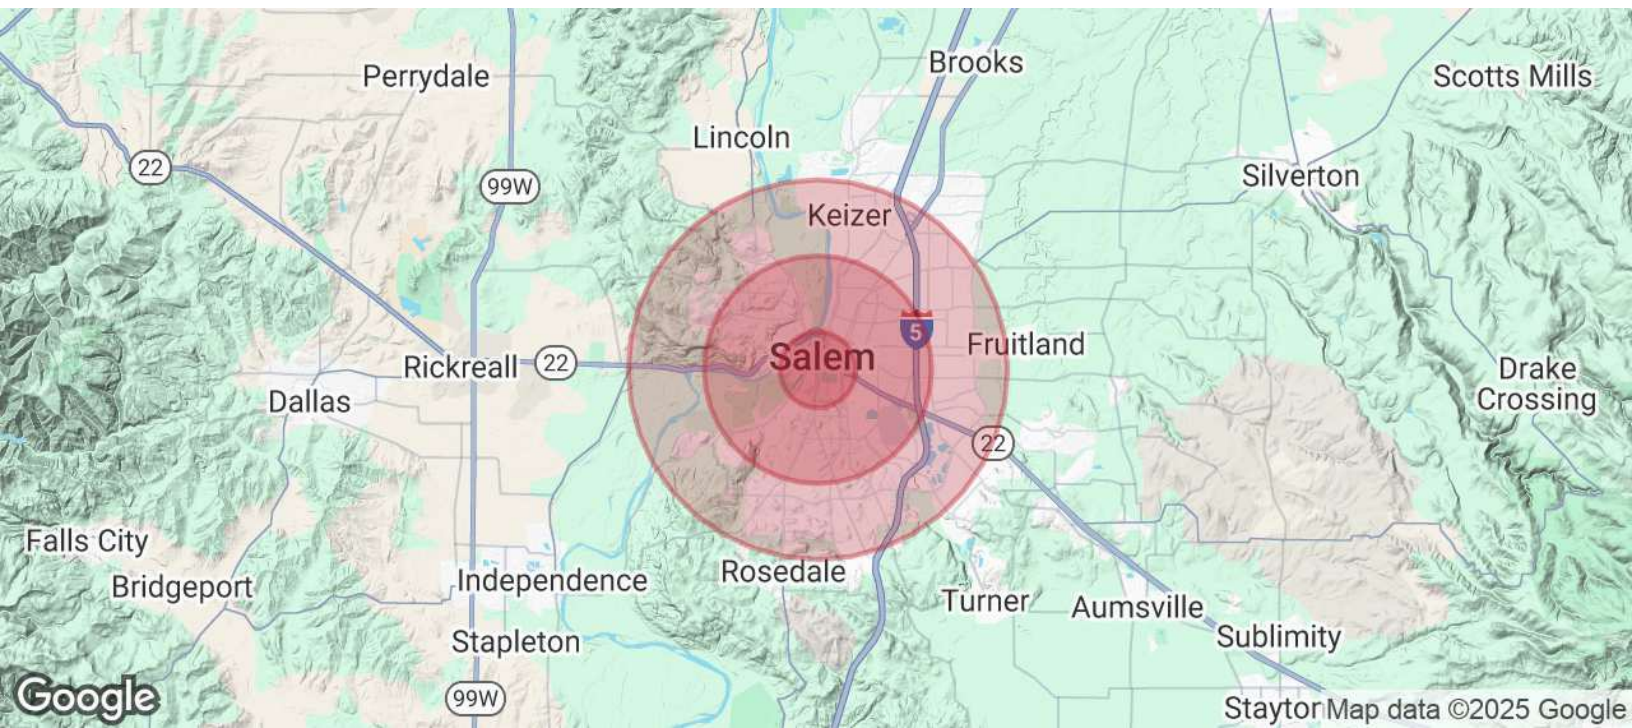 Brooks
Perrydale
Scotts Mills
Lincoln
22
Silverton
99W
Keizer
5
Fruitland
Salem
Rickreall
22
Drake
Crossing
Dallas
22
Falls City
Rosedale
Independence
Bridgeport
Turner
Aumsville
Sublimity
Stapleton
Google
99W
Stayton Map data ©2025 Google